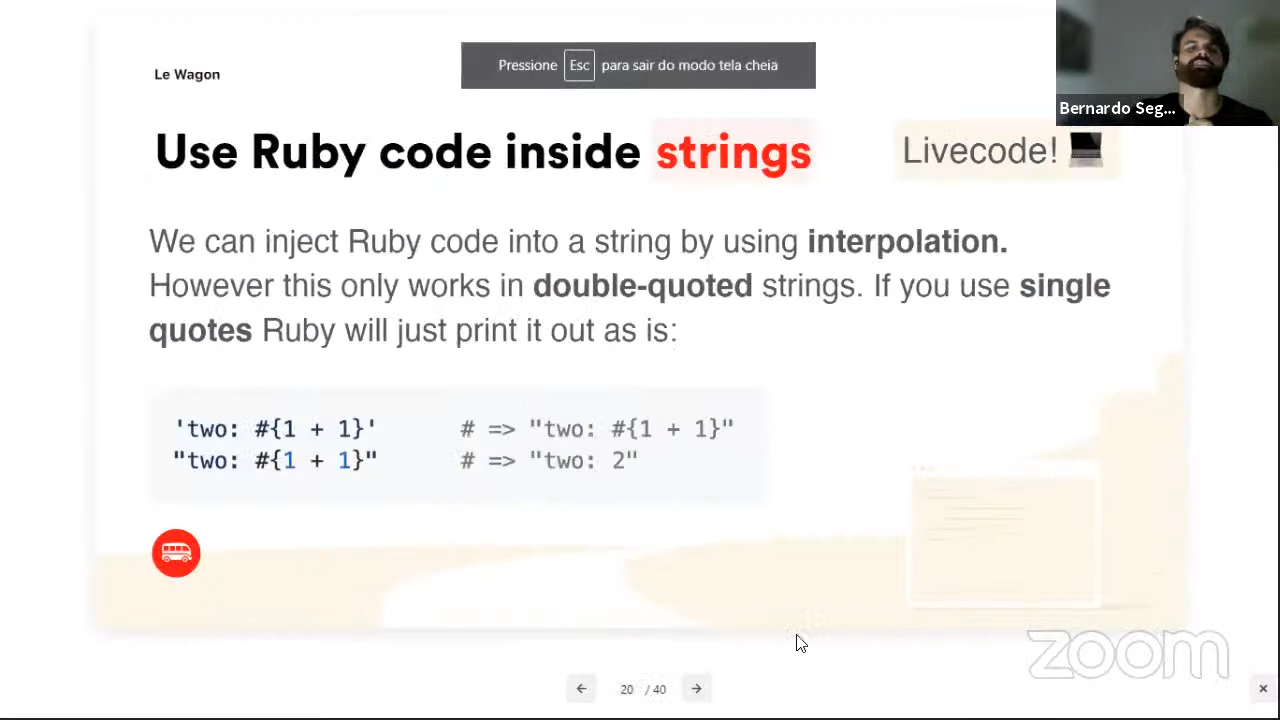 Le Wagon
Pressione Esc para sair do modo tela cheia
Bernardo Seg...
Use Ruby code inside strings
Livecode!
We can inject Ruby code into a string by using interpolation.
However this only works in double-quoted strings. If you use single
quotes Ruby will just print it out as is:
'two: #{1 + 1}' # => "two: #{1 + 1}"
"two: #{1 + 1}" # => "two: 2"
zoom
20 / 40